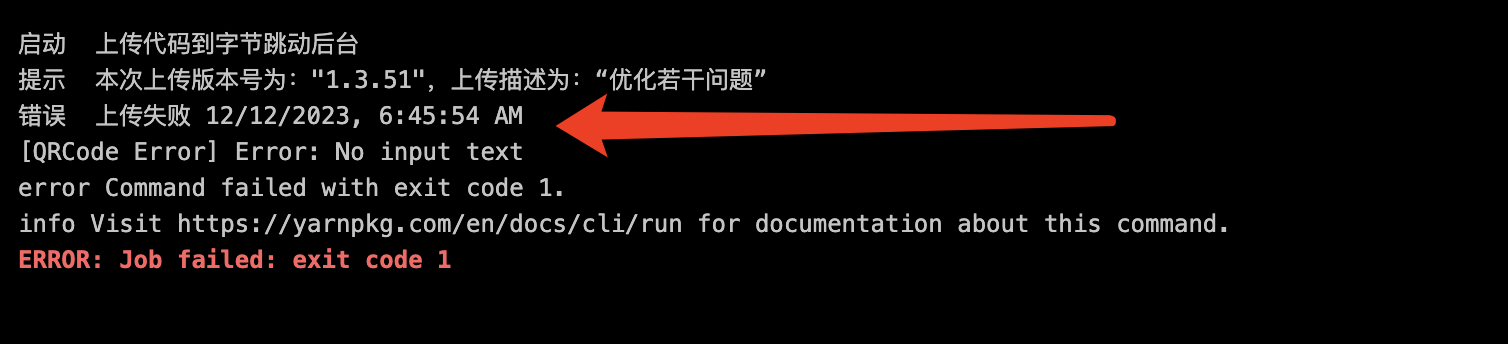 启动  上传代码到字节跳动后台
提示  本次上传版本号为："1.3.51"，上传描述为：“优化若干问题”
错误  上传失败 12/12/2023, 6:45:54 AM
[QRCode Error] Error: No input text
error Command failed with exit code 1.
info Visit https://yarnpkg.com/en/docs/cli/run for documentation about this command.
ERROR: Job failed: exit code 1